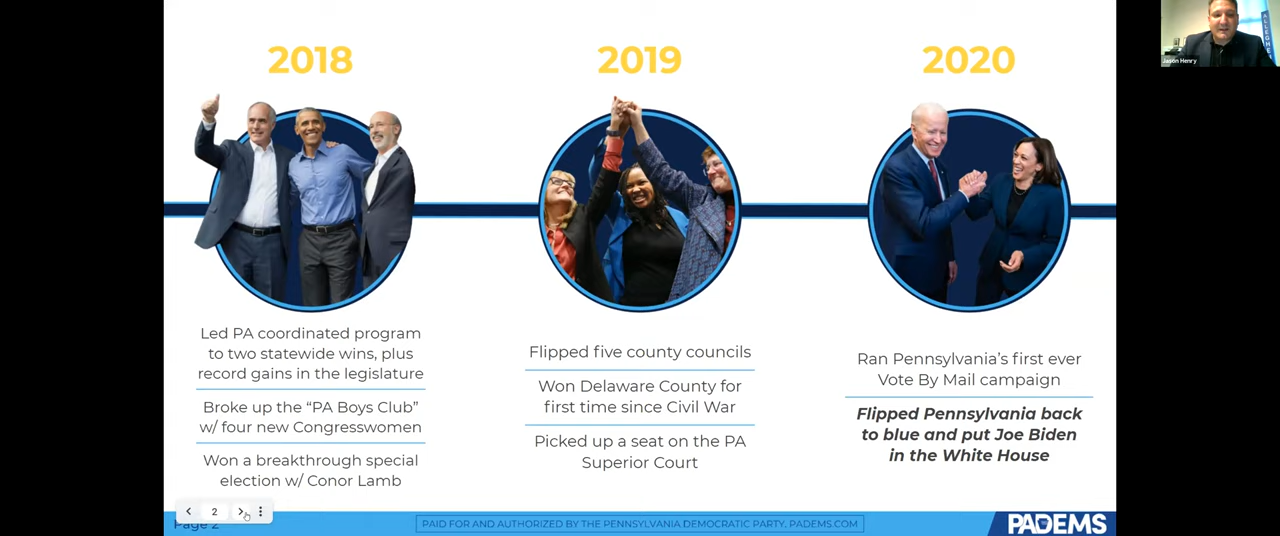 2018
2019
2020
Jason Henry
Led PA coordinated program
to two statewide wins, plus
record gains in the legislature
Broke up the “PA Boys Club”
w/ four new Congresswomen
Won a breakthrough special
election w/ Conor Lamb
Flipped five county councils
Won Delaware County for
first time since Civil War
Picked up a seat on the PA
Superior Court
Ran Pennsylvania’s first ever
Vote By Mail campaign
Flipped Pennsylvania back
to blue and put Joe Biden
in the White House
2
Page 2
PAID FOR AND AUTHORIZED BY THE PENNSYLVANIA DEMOCRATIC PARTY. PADEMS.COM
PADEMS